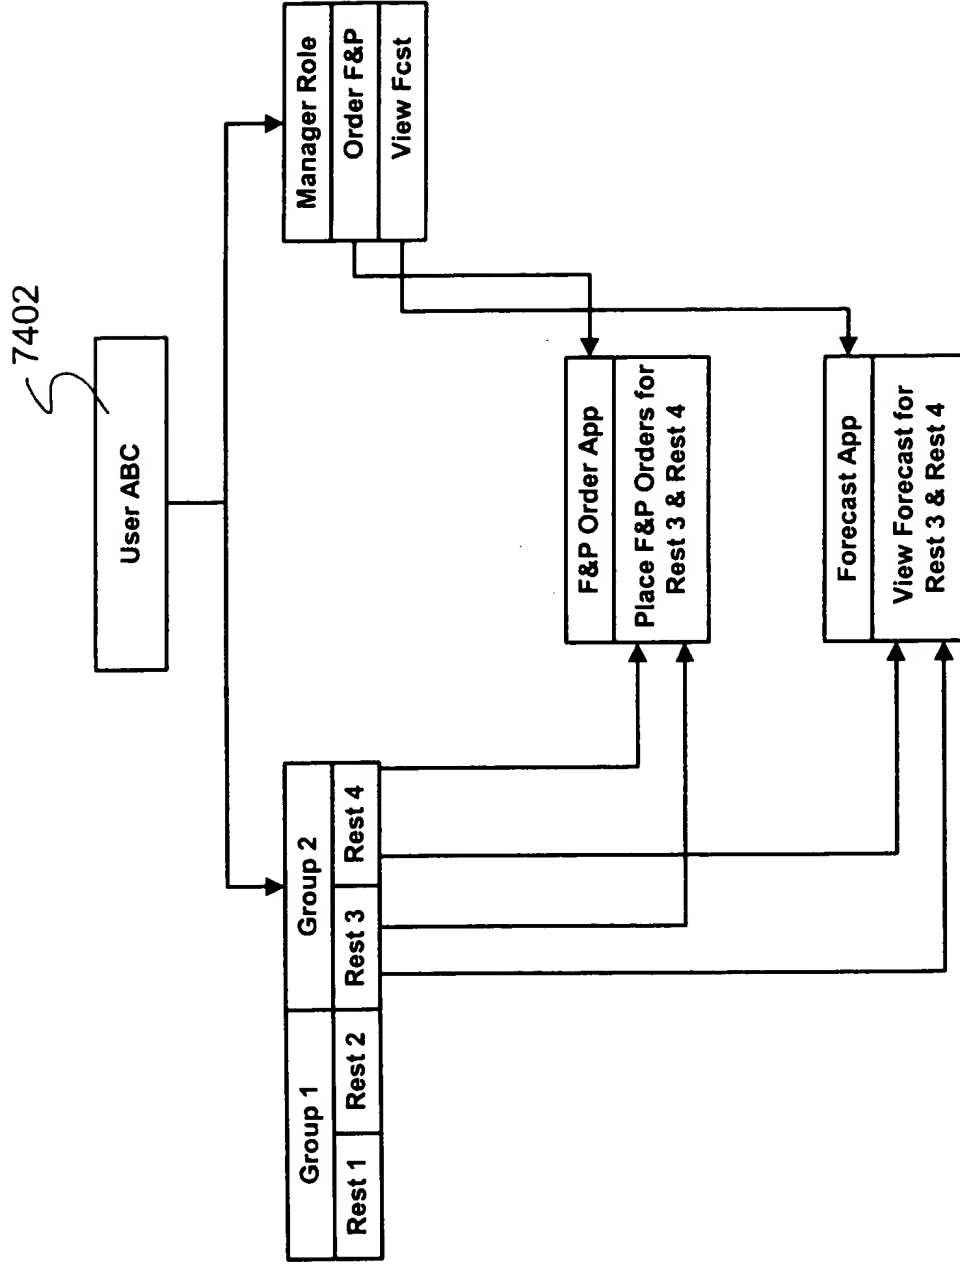 7402
User ABC
Group 1
Group 2
Rest 1
Rest 2
Rest 3
Rest 4
Manager Role
Order F&P
View Fcst
F&P Order App
Place F&P Orders for
Rest 3 & Rest 4
Forecast App
View Forecast for
Rest 3 & Rest 4